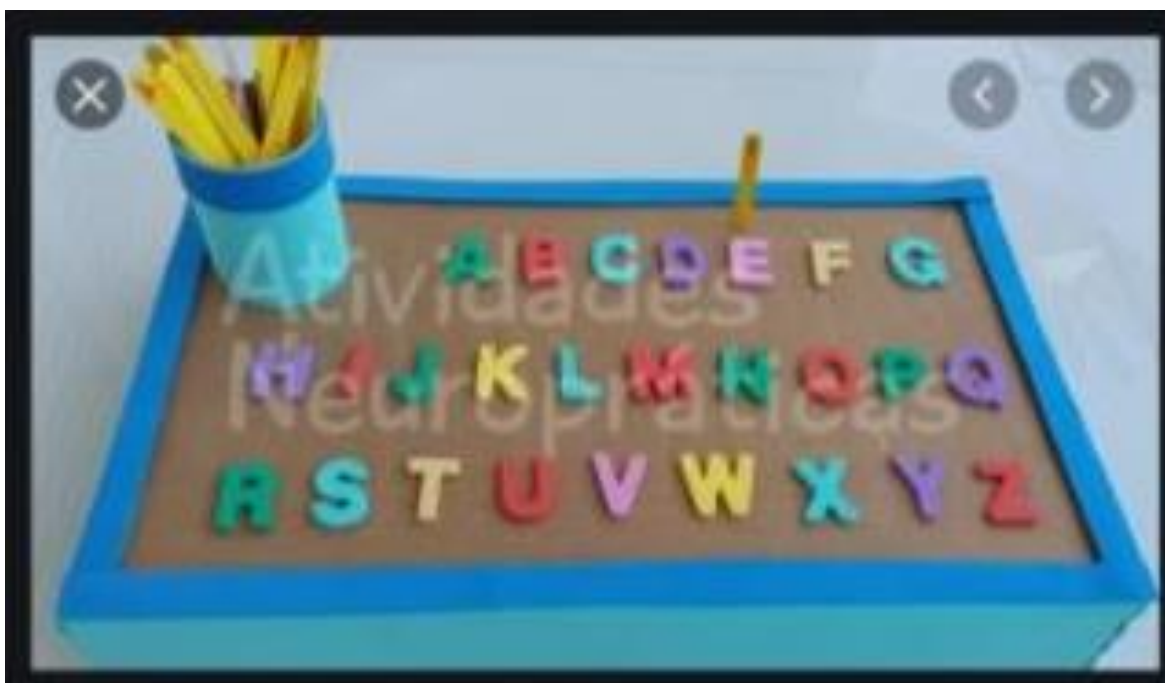 A B C D E F G
Atividades
H I J K L M N O P Q
Neuropráticas
R S T U V W X Y Z